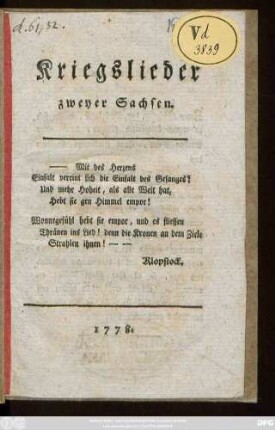 d. 61, 32.
Vd
3839
Kriegslieder
zweyer Sachsen.
—— Mit des Herzens
Einfalt vereint sich die Einfalt des Gesanges!
Und mehr Hoheit, als alle Welt hat,
Hebt sie gen Himmel empor!
Wonnegefühl hebt sie empor, und es fliessen
Thränen ins Lied! denn die Kronen an dem Ziele
Strahlen ihnen! — —
Klopstock.
1778.